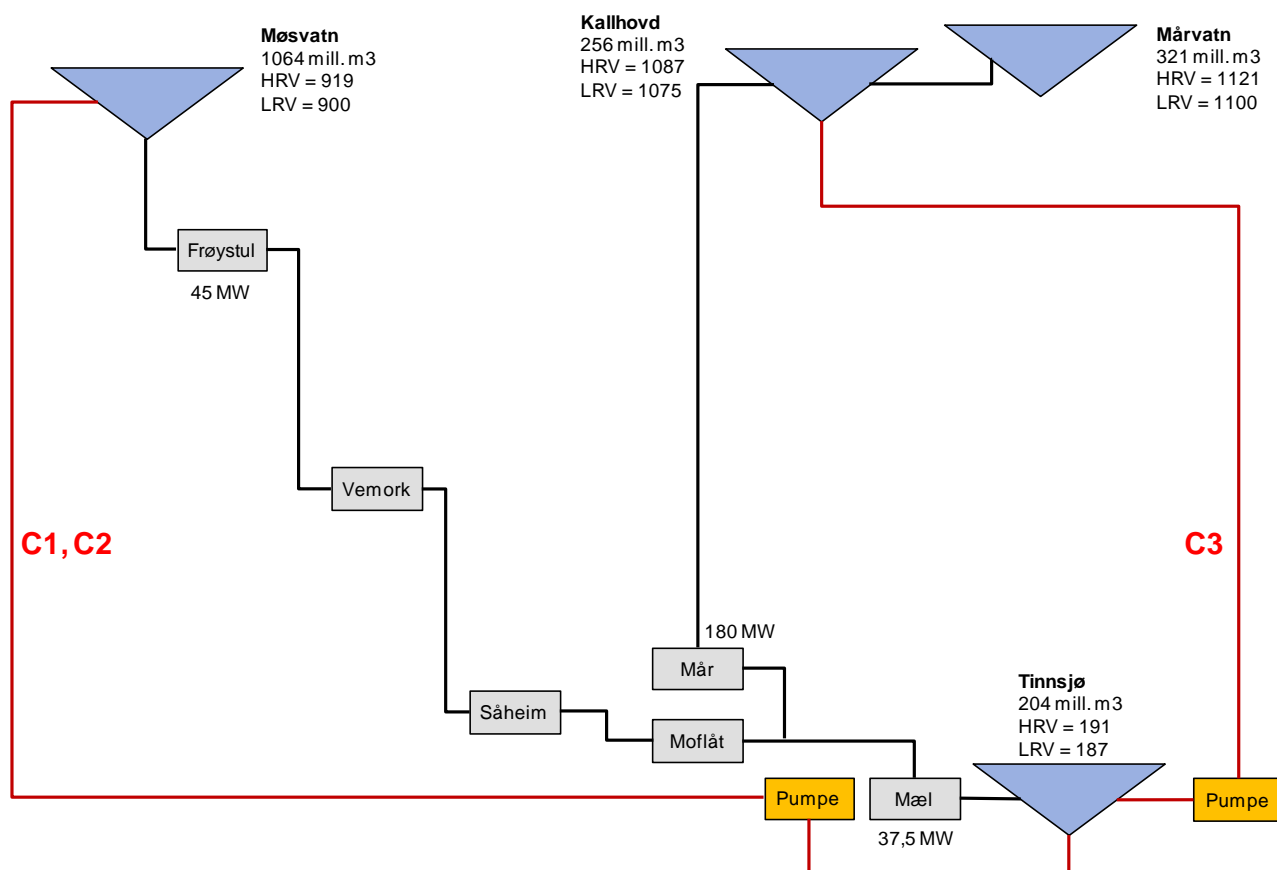 Møsvatn
1064 mill. m3
HRV = 919
LRV = 900
Kallhovd
256 mill. m3
HRV = 1087
LRV = 1075
Mårvatn
321 mill. m3
HRV = 1121
LRV = 1100
Frøystul
45 MW
Vemork
C1, C2
C3
180 MW
Mår
Såheim
Moflåt
Tinnsjø
204 mill. m3
HRV = 191
LRV = 187
Pumpe
Mæl
Pumpe
37,5 MW